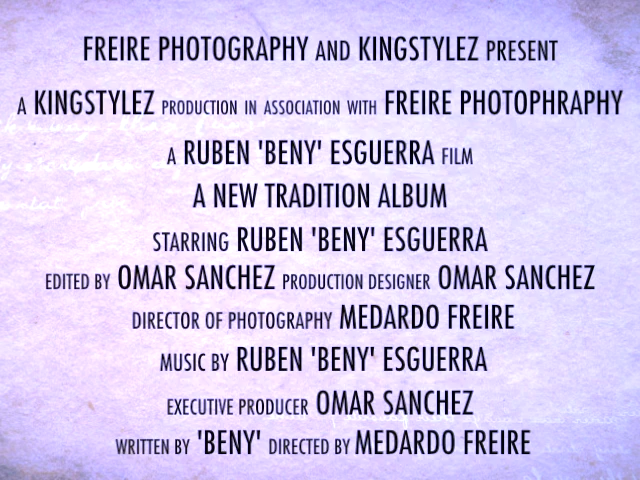 FREIRE PHOTOGRAPHY AND KINGSTYLEZ PRESENT
A KINGSTYLEZ PRODUCTION IN ASSOCIATION WITH FREIRE PHOTOPHRAPHY
A RUBEN 'BENY' ESGUERRA FILM
A NEW TRADITION ALBUM
STARRING RUBEN 'BENY' ESGUERRA
EDITED BY OMAR SANCHEZ PRODUCTION DESIGNER OMAR SANCHEZ
DIRECTOR OF PHOTOGRAPHY MEDARDO FREIRE
MUSIC BY RUBEN 'BENY' ESGUERRA
EXECUTIVE PRODUCER OMAR SANCHEZ
WRITTEN BY 'BENY' DIRECTED BY MEDARDO FREIRE